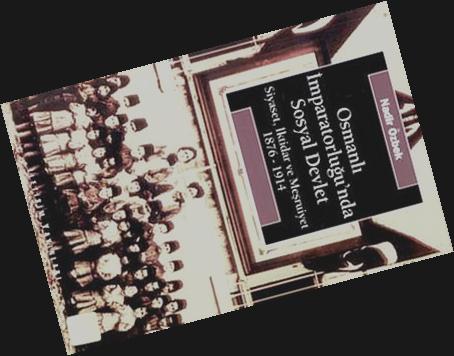 Nadir Özbek
Osmanlı
İmparatorluğu'nda
Sosyal Devlet
Siyaset, İktidar ve Meşruiyet
1876 - 1914